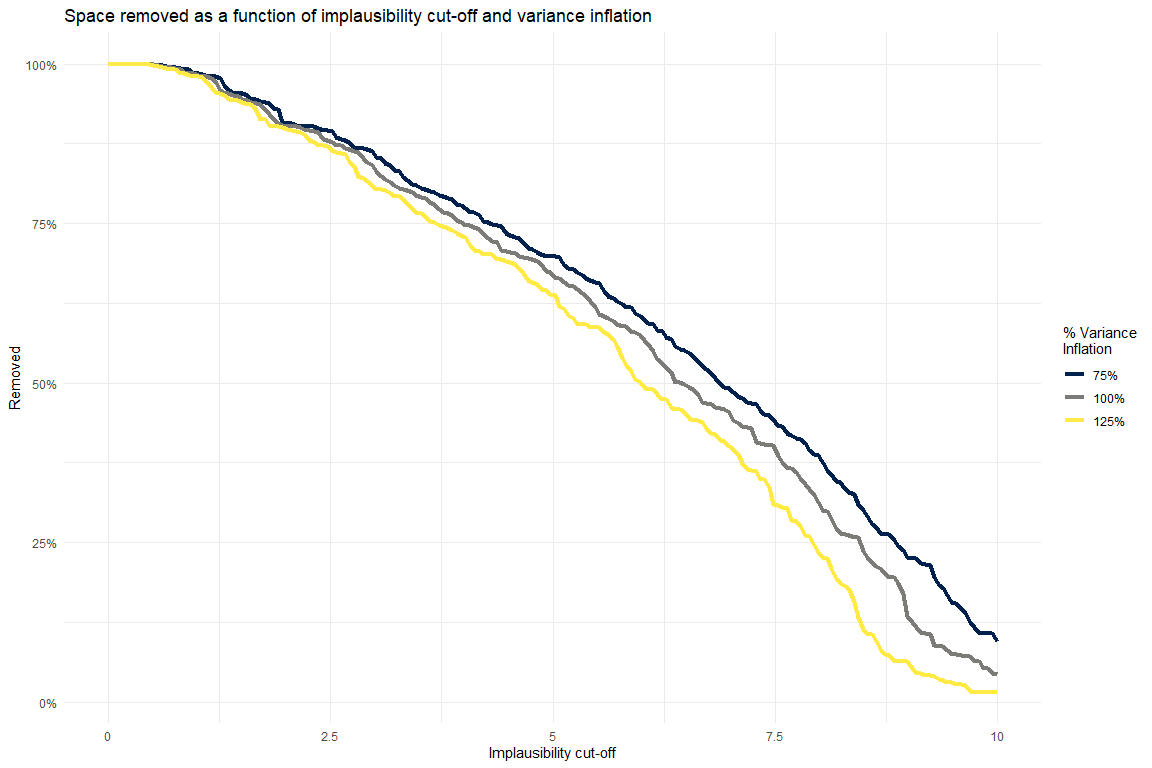 Space removed as a function of implausibility cut-off and variance inflation
100%
75%
50%
25%
0%
Removed
0
2.5
5
7.5
10
Implausibility cut-off
% Variance
Inflation
75%
100%
125%